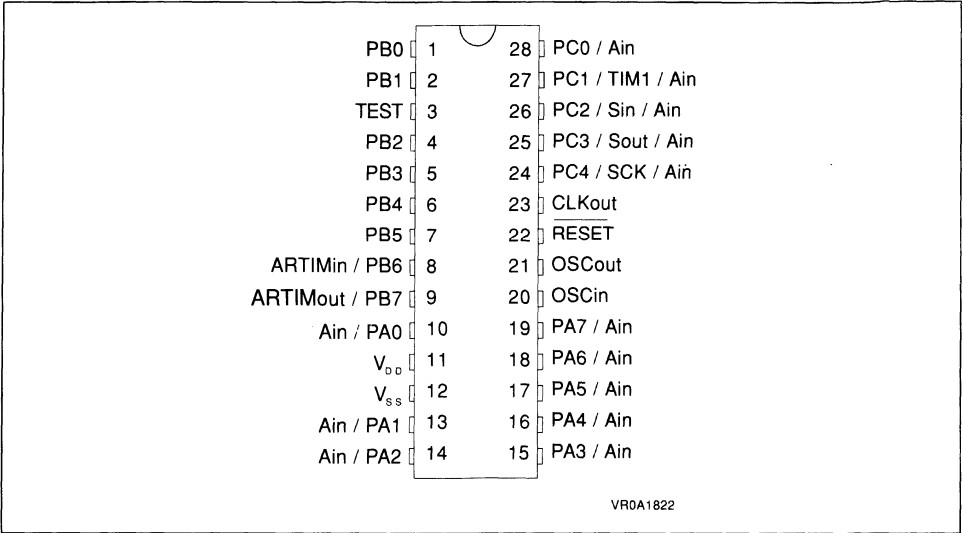 PB0 1 28 PC0 / Ain
PB1 2 27 PC1 / TIM1 / Ain
TEST 3 26 PC2 / Sin / Ain
PB2 4 25 PC3 / Sout / Ain
PB3 5 24 PC4 / SCK / Ain
PB4 6 23 CLKout
PB5 7 22 RESET
ARTIMin / PB6 8 21 OSCout
ARTIMout / PB7 9 20 OSCin
Ain / PA0 10 19 PA7 / Ain
VDD 11 18 PA6 / Ain
VSS 12 17 PA5 / Ain
Ain / PA1 13 16 PA4 / Ain
Ain / PA2 14 15 PA3 / Ain
VR0A1822